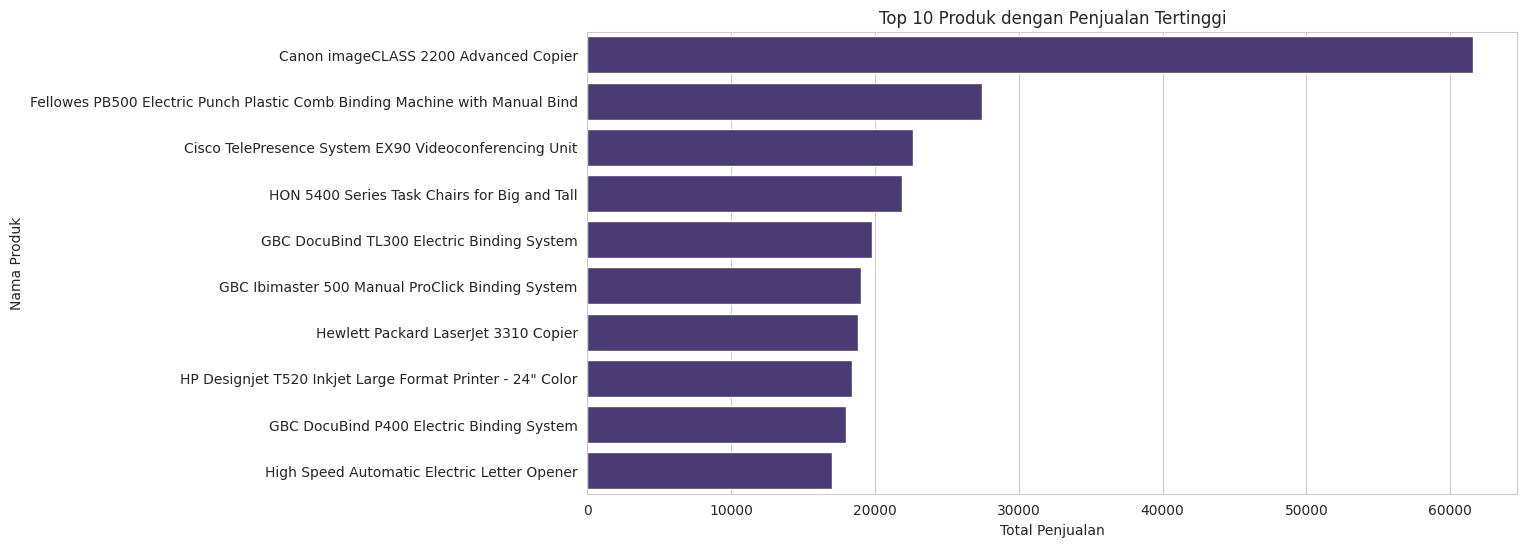 Top 10 Produk dengan Penjualan Tertinggi
Nama Produk
Canon imageCLASS 2200 Advanced Copier
Fellowes PB500 Electric Punch Plastic Comb Binding Machine with Manual Bind
Cisco TelePresence System EX90 Videoconferencing Unit
HON 5400 Series Task Chairs for Big and Tall
GBC DocuBind TL300 Electric Binding System
GBC Ibimaster 500 Manual ProClick Binding System
Hewlett Packard LaserJet 3310 Copier
HP Designjet T520 Inkjet Large Format Printer - 24" Color
GBC DocuBind P400 Electric Binding System
High Speed Automatic Electric Letter Opener
0 10000 20000 30000 40000 50000 60000
Total Penjualan